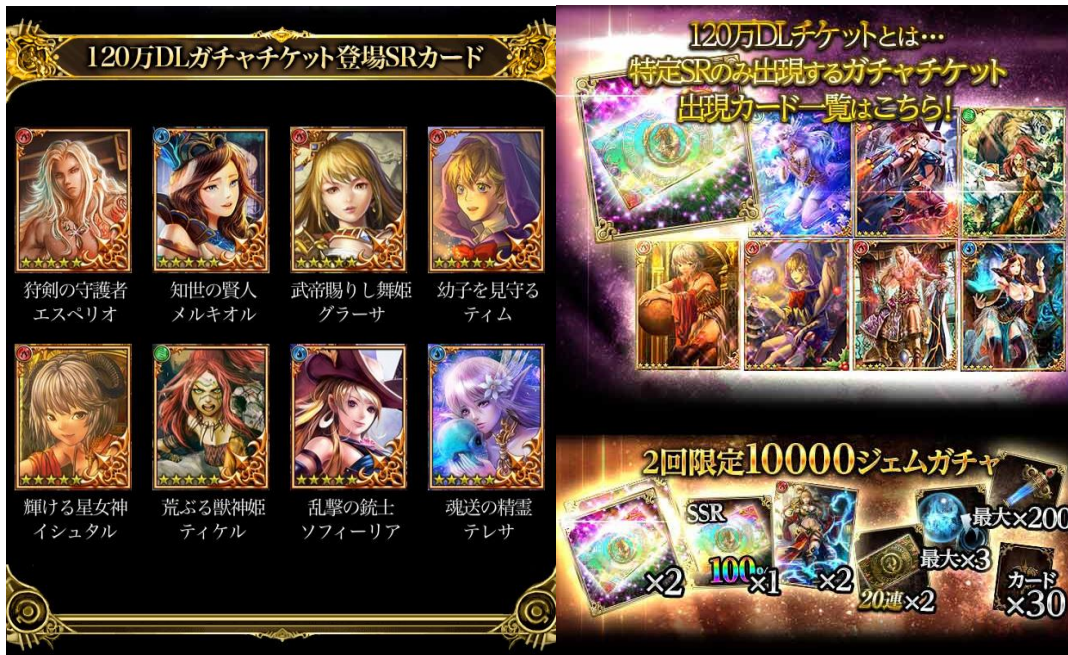 120万DLガチャチケット登場SRカード
狩剣の守護者
エスペリオ
知世の賢人
メルキオル
武帝賜りし舞姫
グラーサ
幼子を見守る
ティム
輝ける星女神
イシュタル
荒ぶる獣神姫
ティケル
乱撃の銃士
ソフィーリア
魂送の精霊
テレサ
120万DLチケットとは…
特定SRのみ出現するガチャチケット
出現カード一覧はこちら!
2回限定10000ジェムガチャ
×2
SSR
100%
×1
×2
20連×2
最大×3
最大×200
カード
×30